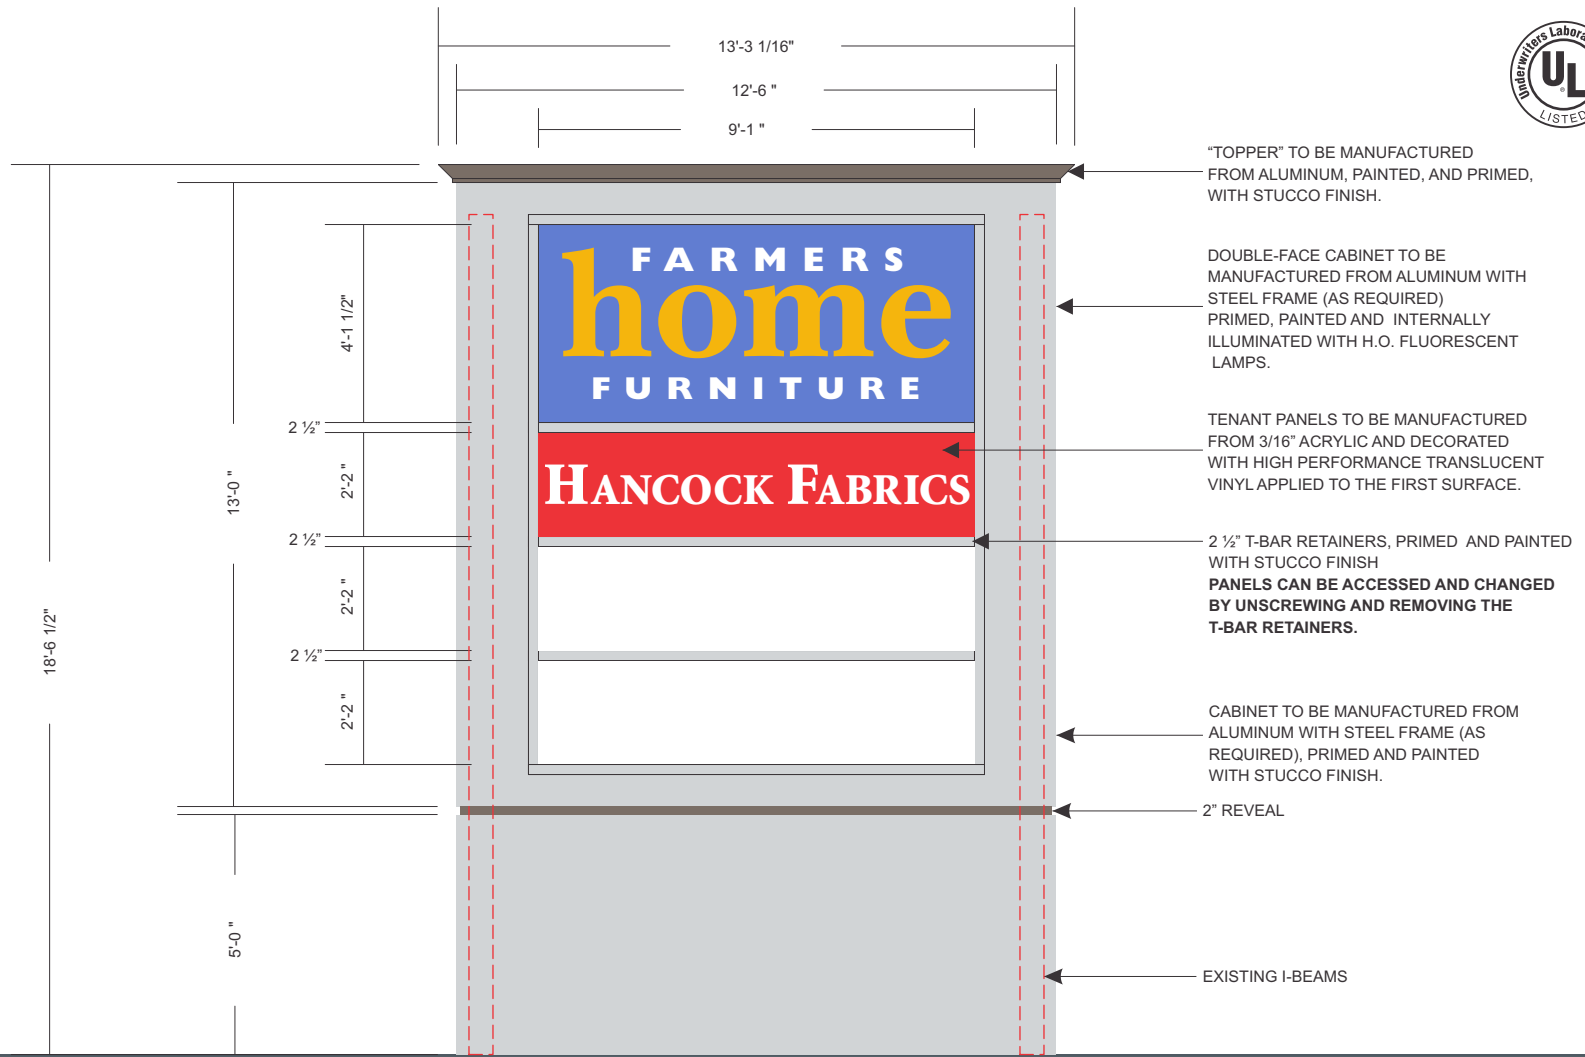 13'-3 1/16"
12'-6 "
9'-1 "
Underwriters Labora
UL
®
LISTED
“TOPPER” TO BE MANUFACTURED
FROM ALUMINUM, PAINTED, AND PRIMED,
WITH STUCCO FINISH.
DOUBLE-FACE CABINET TO BE
MANUFACTURED FROM ALUMINUM WITH
STEEL FRAME (AS REQUIRED)
PRIMED, PAINTED AND INTERNALLY
ILLUMINATED WITH H.O. FLUORESCENT
LAMPS.
FARMERS
home
FURNITURE
4'-1 1/2"
2 ½”
HANCOCK FABRICS
TENANT PANELS TO BE MANUFACTURED
FROM 3/16” ACRYLIC AND DECORATED
WITH HIGH PERFORMANCE TRANSLUCENT
VINYL APPLIED TO THE FIRST SURFACE.
2'-2 "
13'-0 "
2 ½”
2 ½” T-BAR RETAINERS, PRIMED AND PAINTED
WITH STUCCO FINISH
PANELS CAN BE ACCESSED AND CHANGED
BY UNSCREWING AND REMOVING THE
T-BAR RETAINERS.
2'-2 "
18'-6 1/2"
2 ½”
2'-2 "
CABINET TO BE MANUFACTURED FROM
ALUMINUM WITH STEEL FRAME (AS
REQUIRED), PRIMED AND PAINTED
WITH STUCCO FINISH.
2” REVEAL
5'-0 "
EXISTING I-BEAMS